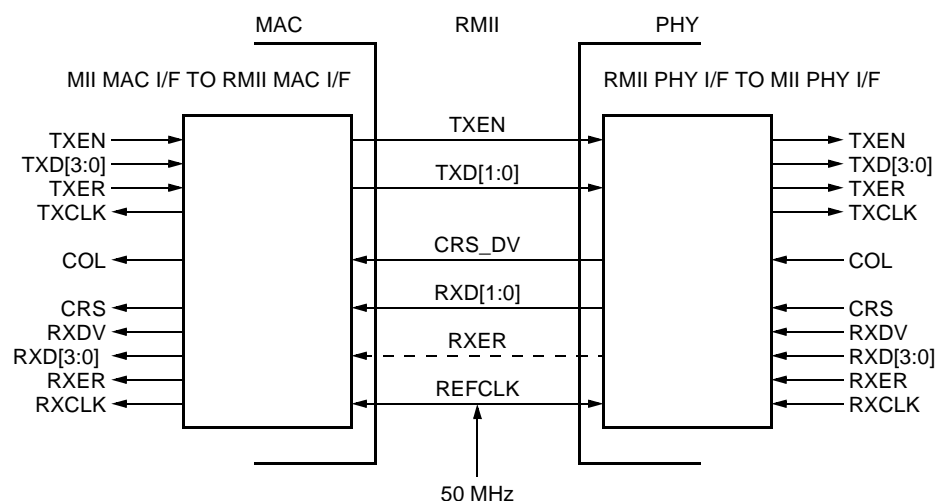 MAC RMII PHY
MII MAC I/F TO RMII MAC I/F RMII PHY I/F TO MII PHY I/F
TXEN TXEN TXEN
TXD[3:0] TXD[1:0] TXD[3:0]
TXER TXER
TXCLK TXCLK
COL CRS_DV COL
CRS RXD[1:0] CRS
RXDV RXDV
RXD[3:0] RXER RXD[3:0]
RXER RXER
RXCLK REFCLK RXCLK
50 MHz